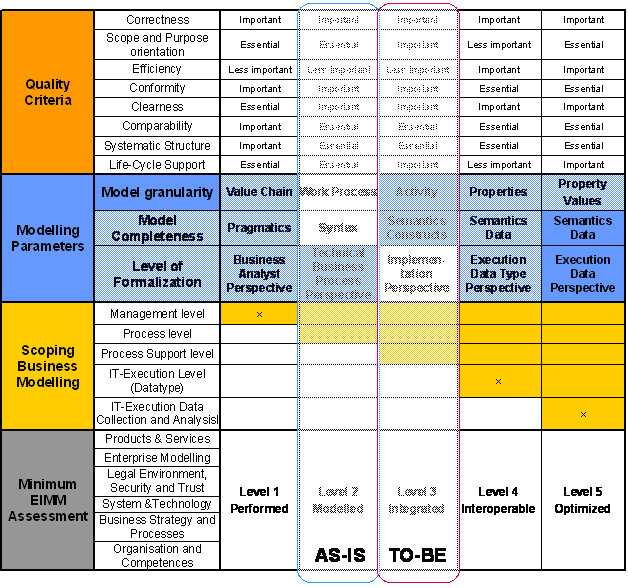 Quality Criteria
Correctness Important Important Important Important Important
Scope and Purpose orientation Essential Essential Important Less important Essential
Efficiency Less important Less important Less important Important Important
Conformity Important Important Important Essential Essential
Clearness Essential Important Important Essential Important
Comparability Important Essential Essential Essential Essential
Systematic Structure Important Essential Essential Essential Essential
Life-Cycle Support Essential Essential Important Less important Important
Modelling Parameters
Model granularity Value Chain Work Process Activity Properties Property Values
Model Completeness Pragmatics Syntax Semantics Constructs Semantics Data Semantics Data
Level of Formalization Business Analyst Perspective Technical Business Process Perspective Implemen-tation Perspective Execution Data Type Perspective Execution Data Perspective
Scoping Business Modelling
Management level x
Process level
Process Support level
IT-Execution Level (Datatype) x
IT-Execution Data Collection and Analysis) x
Minimum EIMM Assessment
Products & Services
Enterprise Modelling
Legal Environment, Security and Trust
System &Technology
Business Strategy and Processes
Organisation and Competences
Level 1 Performed
Level 2 Modelled
Level 3 Integrated
Level 4 Interoperable
Level 5 Optimized
AS-IS
TO-BE